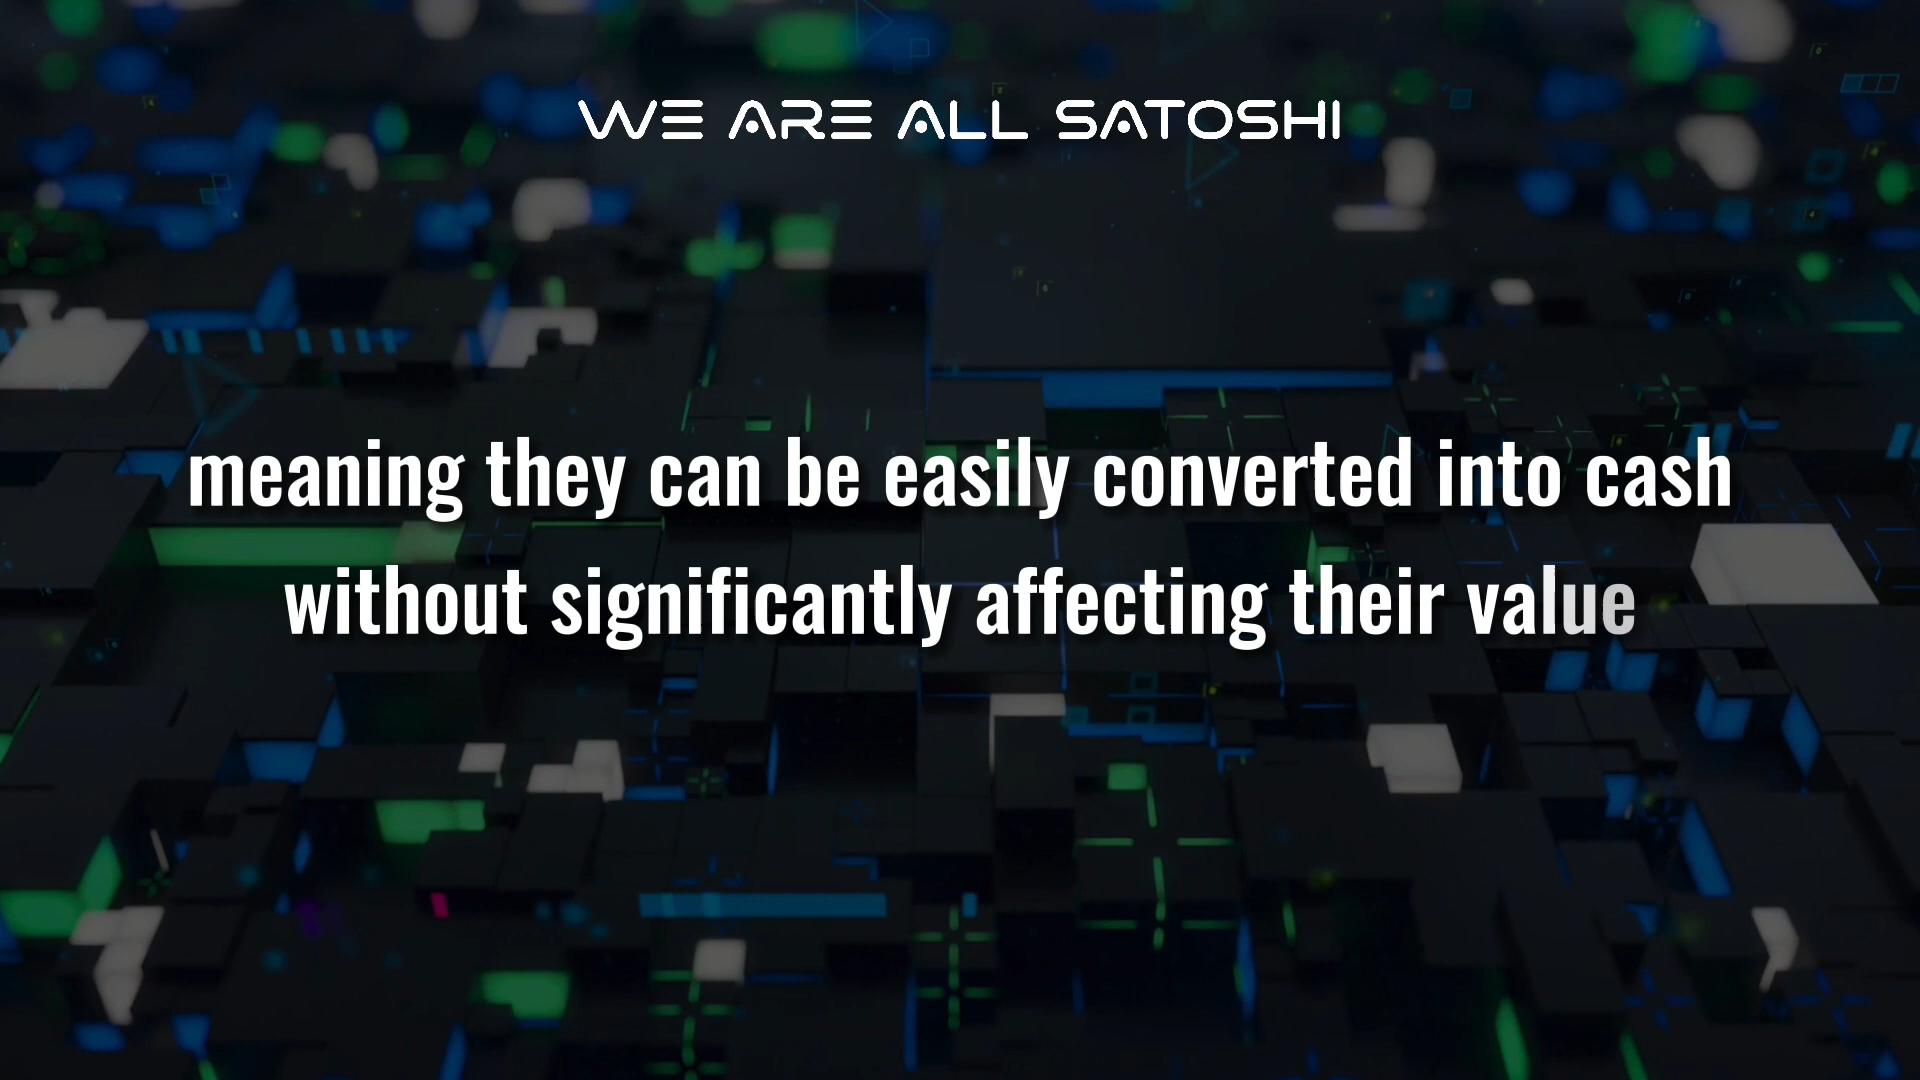 WE ARE ALL SATOSHI
meaning they can be easily converted into cash
without significantly affecting their value